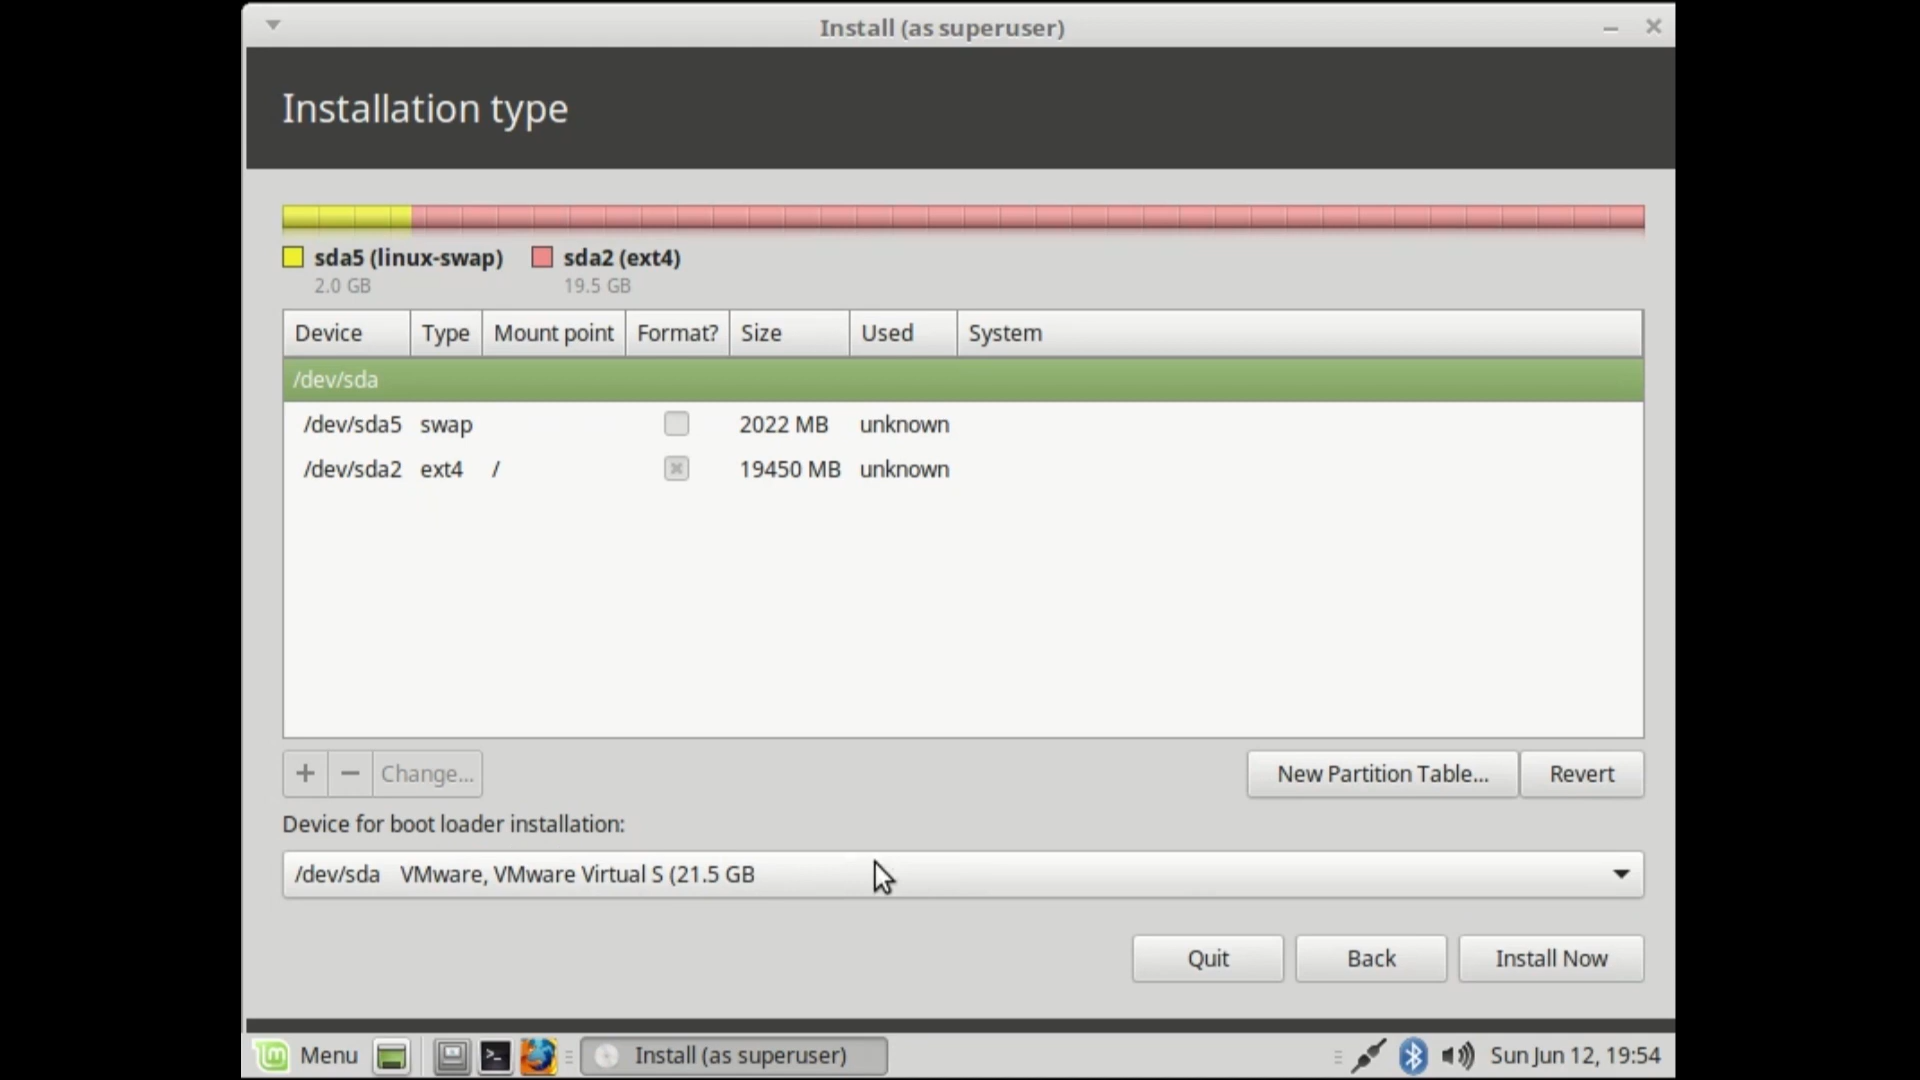 Install (as superuser)
Installation type
sda5 (linux-swap) sda2 (ext4)
2.0 GB 19.5 GB
Device Type Mount point Format? Size Used System
/dev/sda
/dev/sda5 swap 2022 MB unknown
/dev/sda2 ext4 / 19450 MB unknown
+ − Change... New Partition Table... Revert
Device for boot loader installation:
/dev/sda VMware, VMware Virtual S (21.5 GB
Quit Back Install Now
Menu Install (as superuser) Sun Jun 12, 19:54